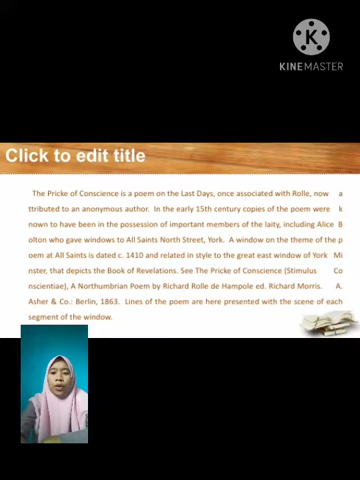 K
KINEMASTER
Click to edit title
The Pricke of Conscience is a poem on the Last Days, once associated with Rolle, now a
ttributed to an anonymous author. In the early 15th century copies of the poem were k
nown to have been in the possession of important members of the laity, including Alice B
olton who gave windows to All Saints North Street, York. A window on the theme of the p
oem at All Saints is dated c. 1410 and related in style to the great east window of York Mi
nster, that depicts the Book of Revelations. See The Pricke of Conscience (Stimulus Co
nscientiae), A Northumbrian Poem by Richard Rolle de Hampole ed. Richard Morris. A.
Asher & Co.: Berlin, 1863. Lines of the poem are here presented with the scene of each
segment of the window.